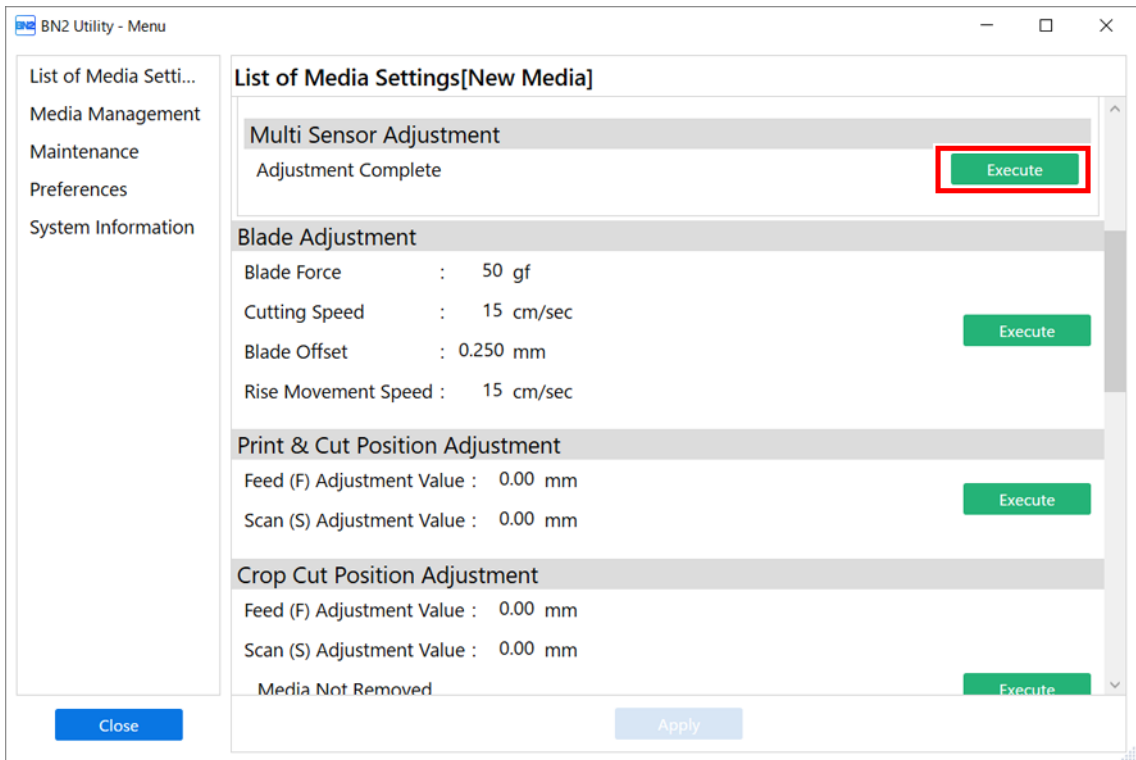 BN2 BN2 Utility - Menu
List of Media Setti...
Media Management
Maintenance
Preferences
System Information
Close
List of Media Settings[New Media]
Multi Sensor Adjustment
Adjustment Complete Execute
Blade Adjustment
Blade Force : 50 gf
Cutting Speed : 15 cm/sec
Blade Offset : 0.250 mm
Rise Movement Speed : 15 cm/sec
Execute
Print & Cut Position Adjustment
Feed (F) Adjustment Value : 0.00 mm
Scan (S) Adjustment Value : 0.00 mm
Execute
Crop Cut Position Adjustment
Feed (F) Adjustment Value : 0.00 mm
Scan (S) Adjustment Value : 0.00 mm
Media Not Removed Execute
Apply